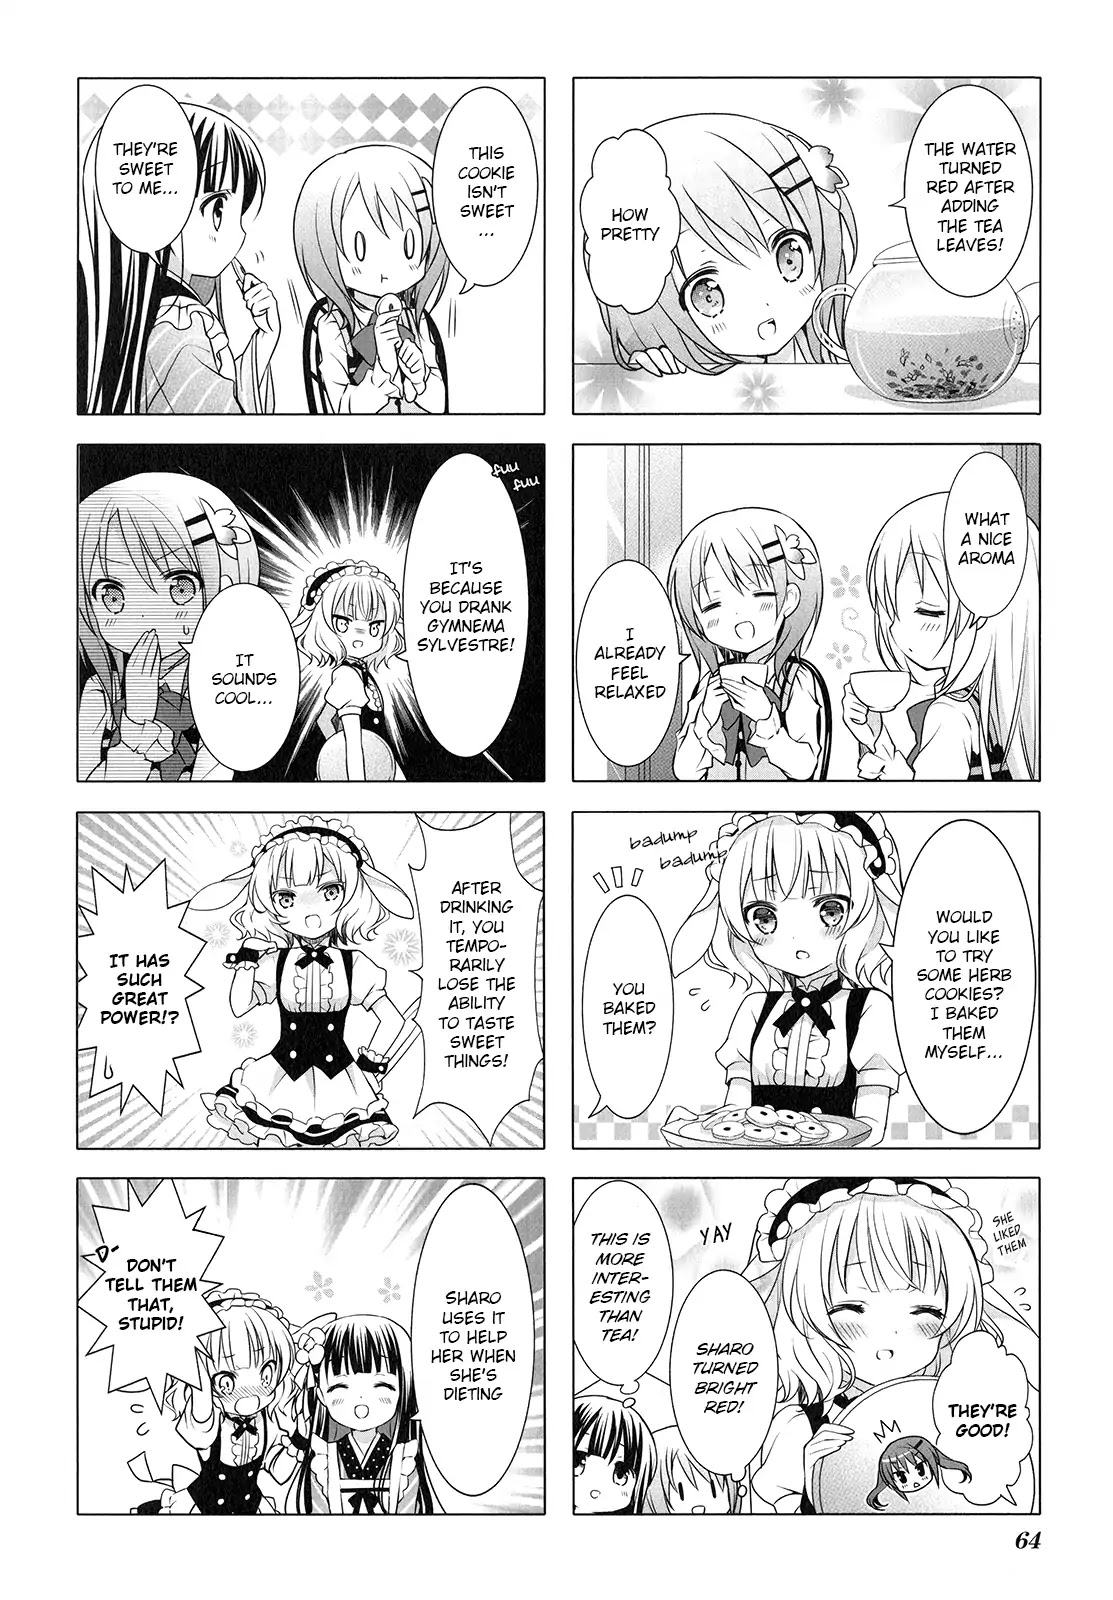 THE WATER
TURNED
RED AFTER
ADDING
THE TEA
LEAVES!
HOW
PRETTY
WHAT
A NICE
AROMA
I
ALREADY
FEEL
RELAXED
badump
badump
WOULD
YOU LIKE
TO TRY
SOME HERB
COOKIES?
I BAKED
THEM
MYSELF...
YOU
BAKED
THEM?
SHE
LIKED
THEM
YAY
THEY'RE
GOOD!
SHARO
TURNED
BRIGHT
RED!
THIS IS
MORE
INTER-
ESTING
THAN
TEA!
THIS
COOKIE
ISN'T
SWEET
...
THEY'RE
SWEET
TO ME...
fuu
fuu
IT'S
BECAUSE
YOU DRANK
GYMNEMA
SYLVESTRE!
IT
SOUNDS
COOL...
AFTER
DRINKING
IT, YOU
TEMPO-
RARILY
LOSE THE
ABILITY
TO TASTE
SWEET
THINGS!
IT HAS
SUCH
GREAT
POWER!?
SHARO
USES IT
TO HELP
HER WHEN
SHE'S
DIETING
D-
DON'T
TELL THEM
THAT,
STUPID!
64